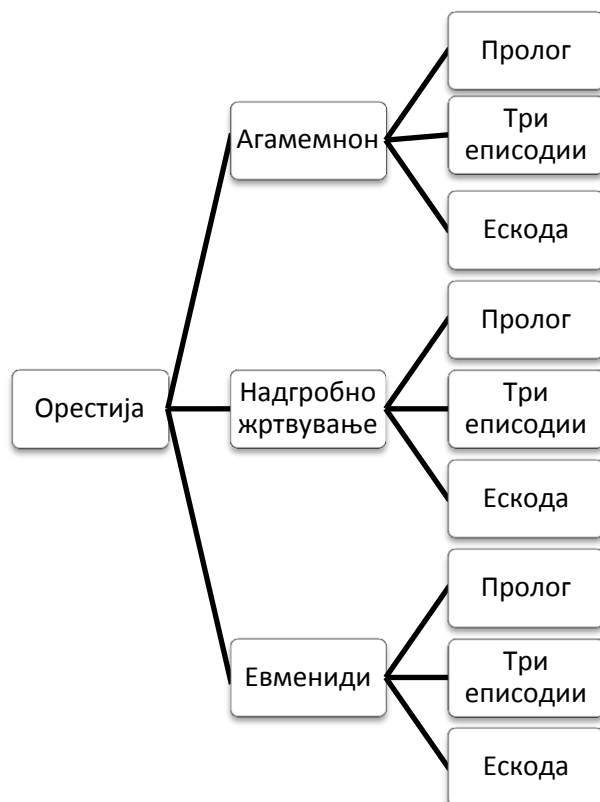 Орестија
Агамемнон
Пролог
Три
еписодии
Ескода
Надгробно
жртвување
Пролог
Три
еписодии
Ескода
Евмениди
Пролог
Три
еписодии
Ескода